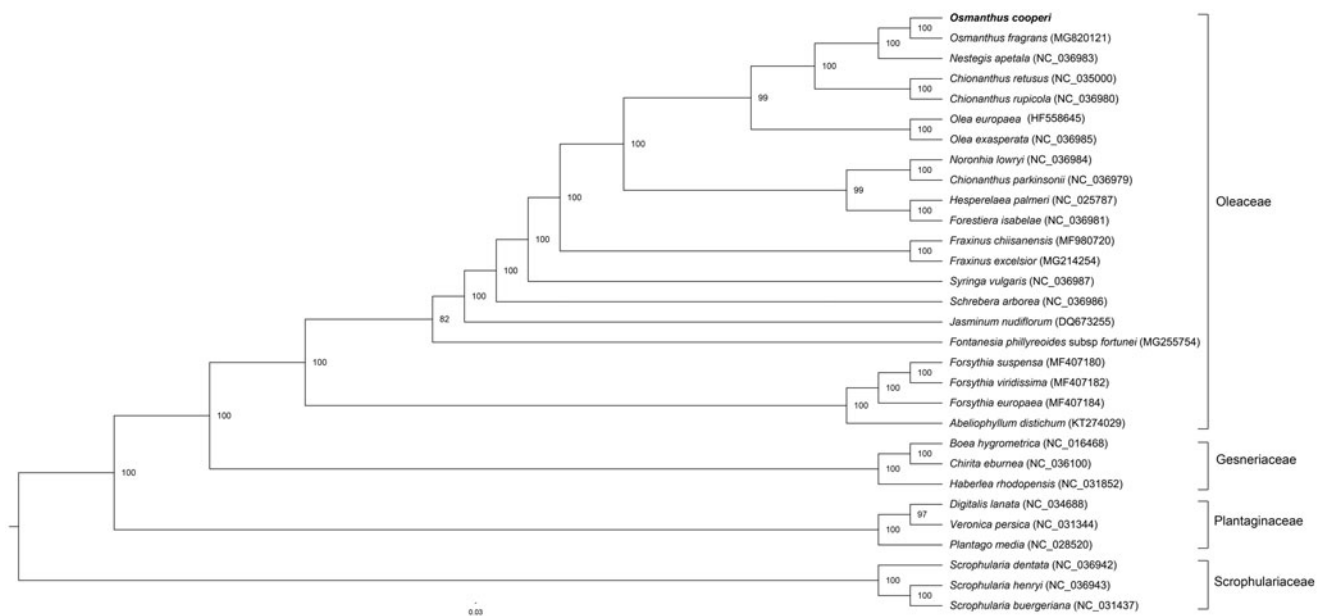 Osmanthus cooperi
Osmanthus fragrans (MG820121)
Nestegis apetala (NC_036983)
Chionanthus retusus (NC_035000)
Chionanthus rupicola (NC_036980)
Olea europaea (HF558645)
Olea exasperata (NC_036985)
Noronhia lowryi (NC_036984)
Chionanthus parkinsonii (NC_036979)
Hesperelaea palmeri (NC_025787)
Forestiera isabelae (NC_036981)
Fraxinus chiisanensis (MF980720)
Fraxinus excelsior (MG214254)
Syringa vulgaris (NC_036987)
Schrebera arborea (NC_036986)
Jasminum nudiflorum (DQ673255)
Fontanesia phillyreoides subsp fortunei (MG255754)
Forsythia suspensa (MF407180)
Forsythia viridissima (MF407182)
Forsythia europaea (MF407184)
Abeliophyllum distichum (KT274029)
Boea hygrometrica (NC_016468)
Chirita eburnea (NC_036100)
Haberlea rhodopensis (NC_031852)
Digitalis lanata (NC_034688)
Veronica persica (NC_031344)
Plantago media (NC_028520)
Scrophularia dentata (NC_036942)
Scrophularia henryi (NC_036943)
Scrophularia buergeriana (NC_031437)
Oleaceae
Gesneriaceae
Plantaginaceae
Scrophulariaceae
100
100
100
100
99
100
100
100
99
100
100
100
100
100
100
82
100
100
100
100
100
100
100
100
97
100
100
100
0.03